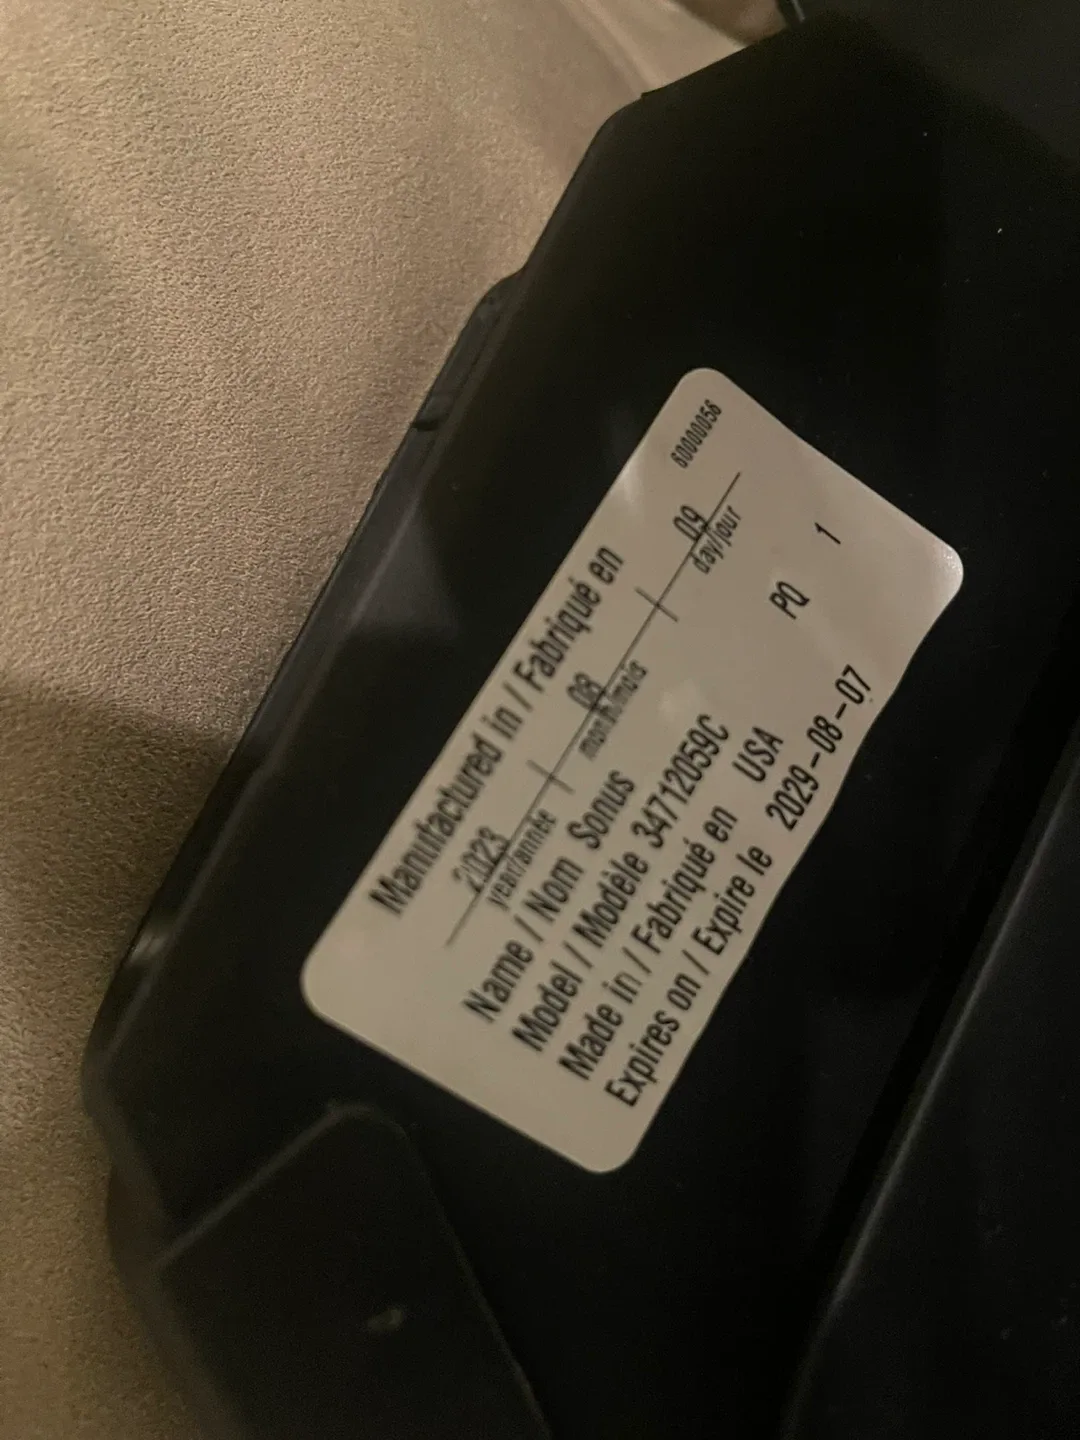 60000056
Manufactured in / Fabriqué en
2023 08 09
year/année month/mois day/jour
Name / Nom Sonus
Model / Modèle 34712059C PQ 1
Made in / Fabriqué en USA
Expires on / Expire le 2029-08-07